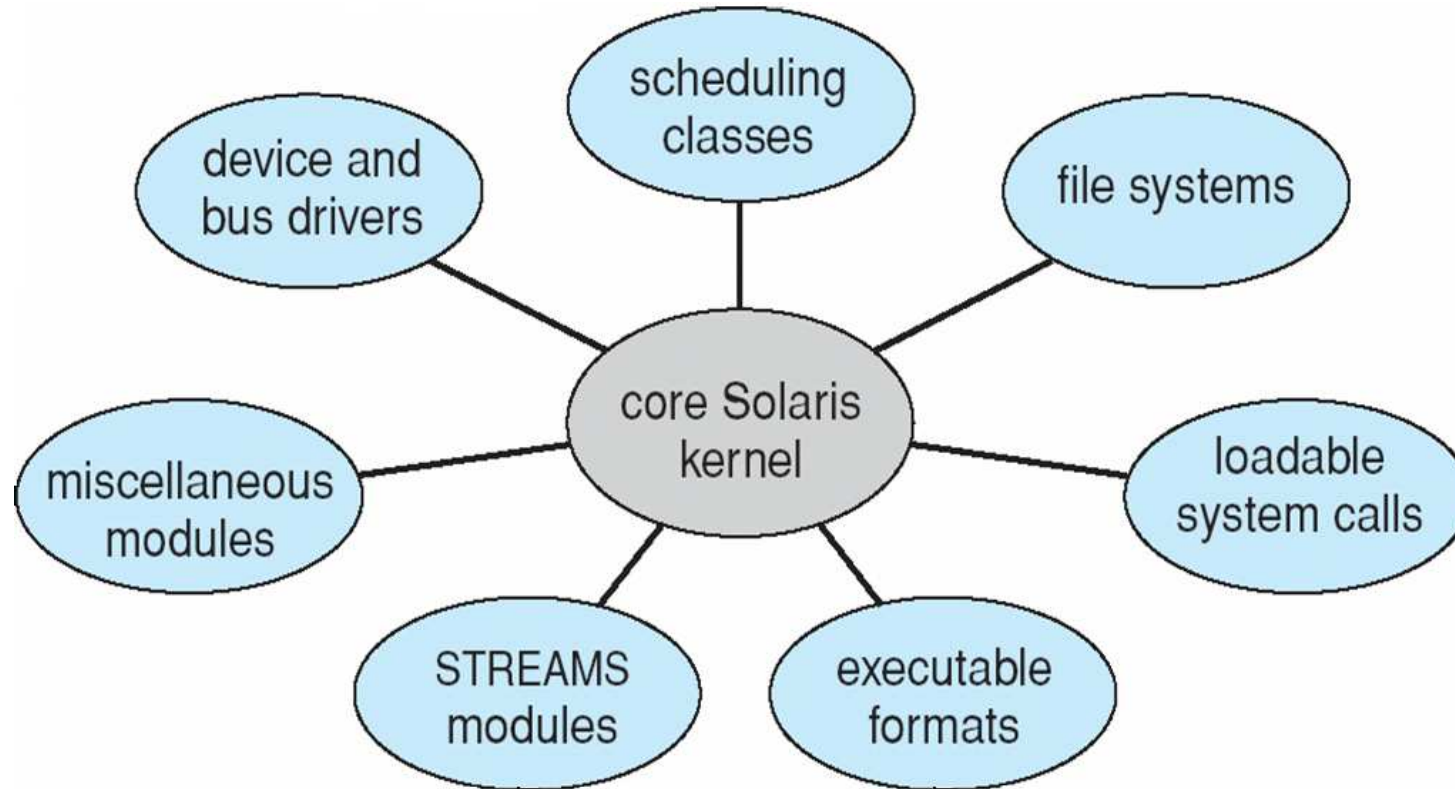 scheduling
classes
device and
bus drivers
file systems
core Solaris
kernel
miscellaneous
modules
loadable
system calls
STREAMS
modules
executable
formats